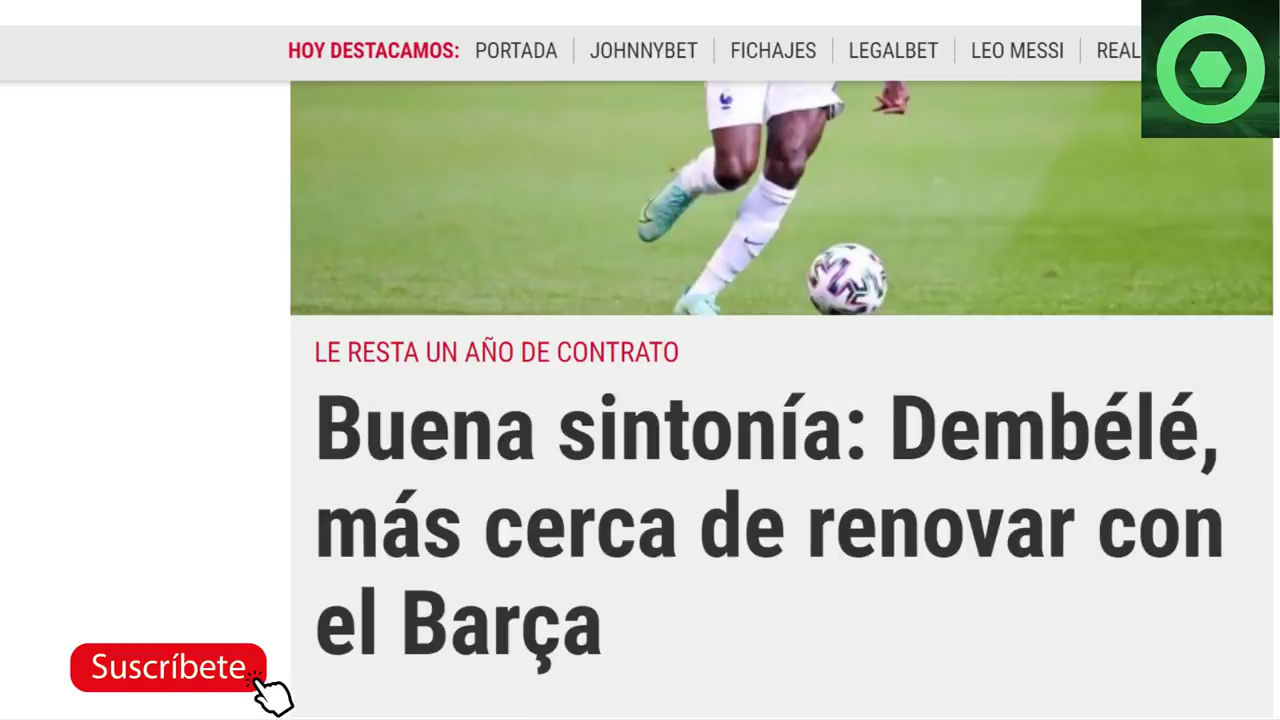 HOY DESTACAMOS: PORTADA JOHNNYBET FICHAJES LEGALBET LEO MESSI REAL
LE RESTA UN AÑO DE CONTRATO
Buena sintonía: Dembélé,
más cerca de renovar con
el Barça
Suscríbete